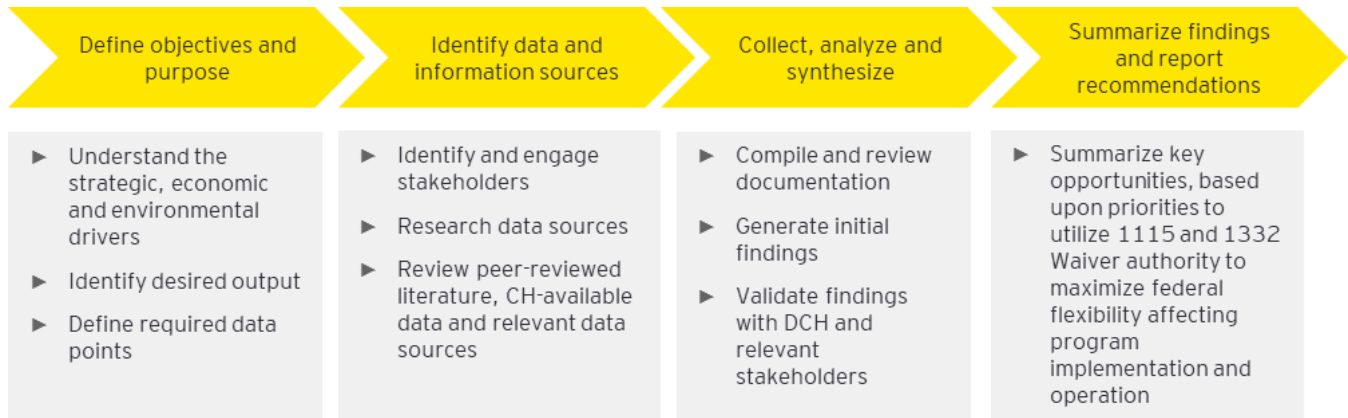 Define objectives and
purpose
Identify data and
information sources
Collect, analyze and
synthesize
Summarize findings
and report
recommendations
► Understand the
strategic, economic
and environmental
drivers
► Identify desired output
► Define required data
points
► Identify and engage
stakeholders
► Research data sources
► Review peer-reviewed
literature, CH-available
data and relevant data
sources
► Compile and review
documentation
► Generate initial
findings
► Validate findings
with DCH and
relevant
stakeholders
► Summarize key
opportunities, based
upon priorities to
utilize 1115 and 1332
Waiver authority to
maximize federal
flexibility affecting
program
implementation and
operation